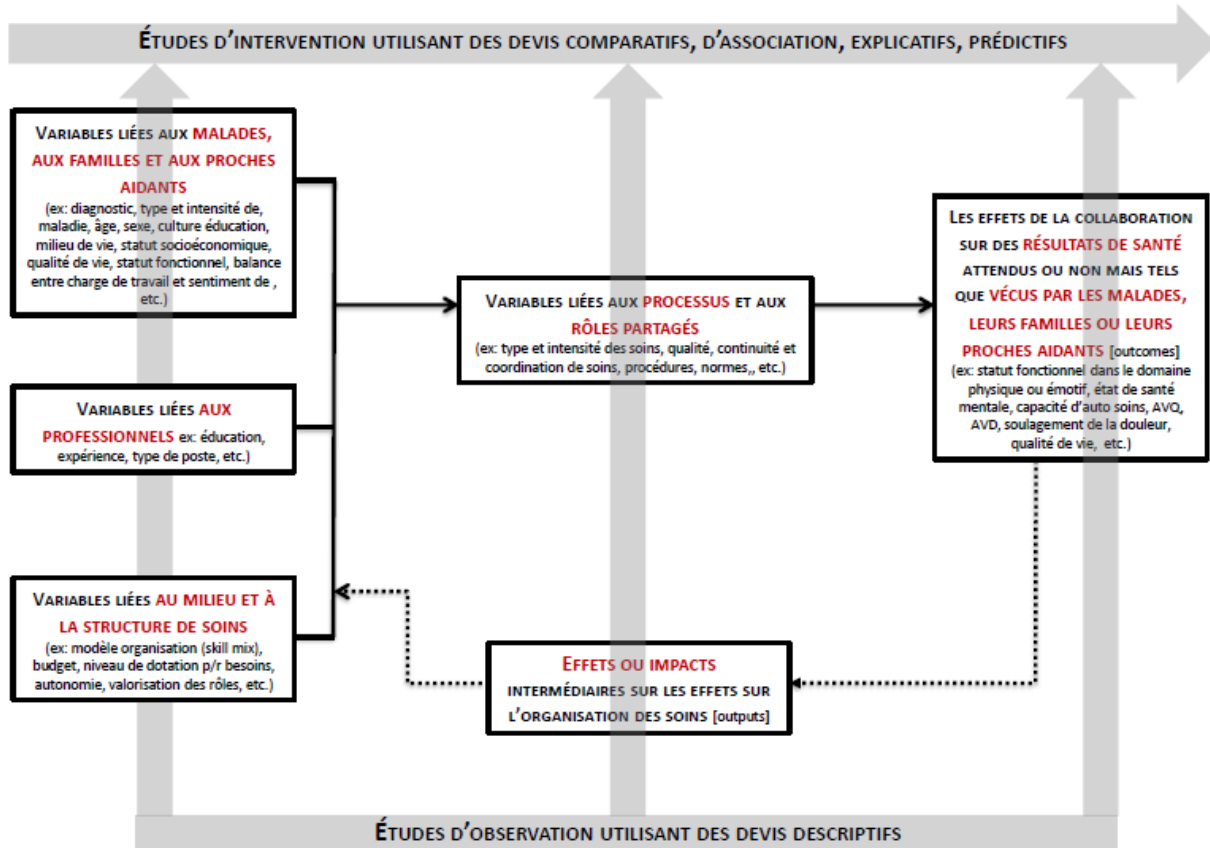 ÉTUDES D'INTERVENTION UTILISANT DES DEVIS COMPARATIFS, D'ASSOCIATION, EXPLICATIFS, PRÉDICTIFS
VARIABLES LIÉES AUX MALADES,
AUX FAMILLES ET AUX PROCHES
AIDANTS
(ex: diagnostic, type et intensité de,
maladie, âge, sexe, culture éducation,
milieu de vie, statut socioéconomique,
qualité de vie, statut fonctionnel, balance
entre charge de travail et sentiment de ,
etc.)
VARIABLES LIÉES AUX
PROFESSIONNELS ex: éducation,
expérience, type de poste, etc.)
VARIABLES LIÉES AU MILIEU ET À
LA STRUCTURE DE SOINS
(ex: modèle organisation (skill mix),
budget, niveau de dotation p/r besoins,
autonomie, valorisation des rôles, etc.)
VARIABLES LIÉES AUX PROCESSUS ET AUX
RÔLES PARTAGÉS
(ex: type et intensité des soins, qualité, continuité et
coordination de soins, procédures, normes,, etc.)
EFFETS OU IMPACTS
INTERMÉDIAIRES SUR LES EFFETS SUR
L'ORGANISATION DES SOINS [outputs]
LES EFFETS DE LA COLLABORATION
SUR DES RÉSULTATS DE SANTÉ
ATTENDUS OU NON MAIS TELS
QUE VÉCUS PAR LES MALADES,
LEURS FAMILLES OU LEURS
PROCHES AIDANTS [outcomes]
(ex: statut fonctionnel dans le domaine
physique ou émotif, état de santé
mentale, capacité d'auto soins, AVQ,
AVD, soulagement de la douleur,
qualité de vie, etc.)
ÉTUDES D'OBSERVATION UTILISANT DES DEVIS DESCRIPTIFS